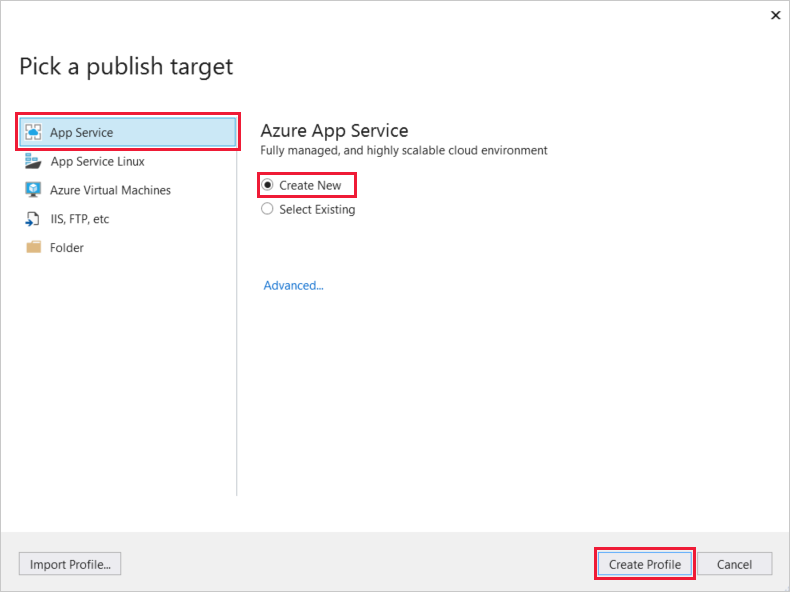 Pick a publish target
App Service
App Service Linux
Azure Virtual Machines
IIS, FTP, etc
Folder
Azure App Service
Fully managed, and highly scalable cloud environment
Create New
Select Existing
Advanced...
Import Profile...
Create Profile
Cancel